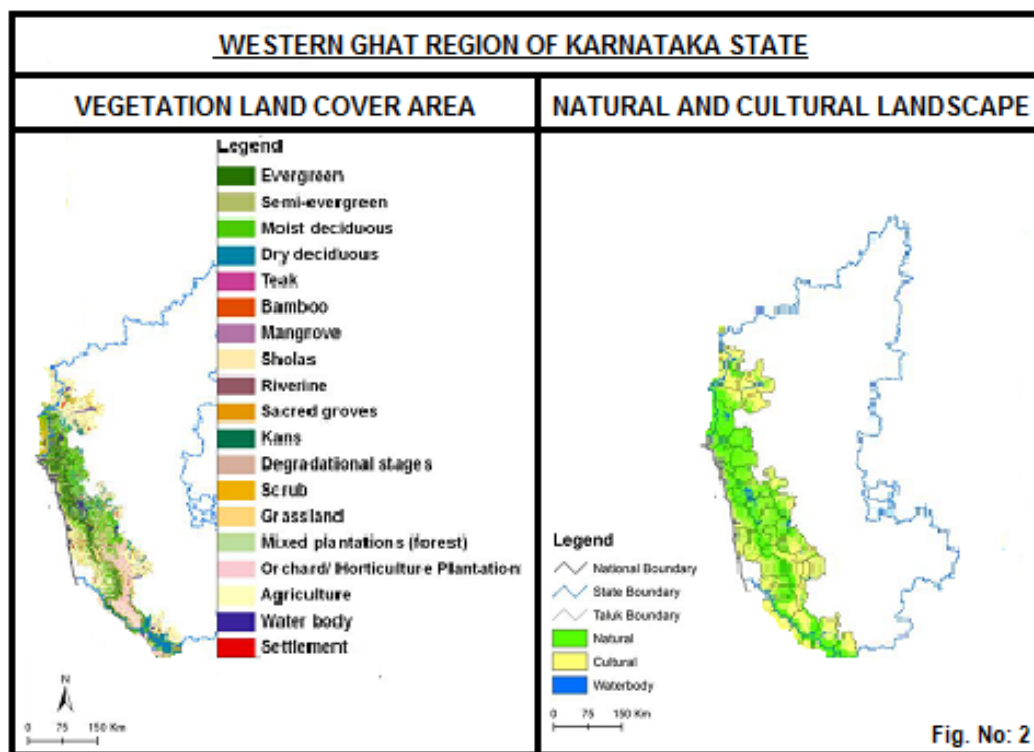 WESTERN GHAT REGION OF KARNATAKA STATE
VEGETATION LAND COVER AREA
NATURAL AND CULTURAL LANDSCAPE
Legend
Evergreen
Semi-evergreen
Moist deciduous
Dry deciduous
Teak
Bamboo
Mangrove
Sholas
Riverine
Sacred groves
Kans
Degradational stages
Scrub
Grassland
Mixed plantations (forest)
Orchard/ Horticulture Plantation
Agriculture
Water body
Settlement
N
0 75 150 Km
Legend
National Boundary
State Boundary
Taluk Boundary
Natural
Cultural
Waterbody
0 75 150 Km
Fig. No: 2